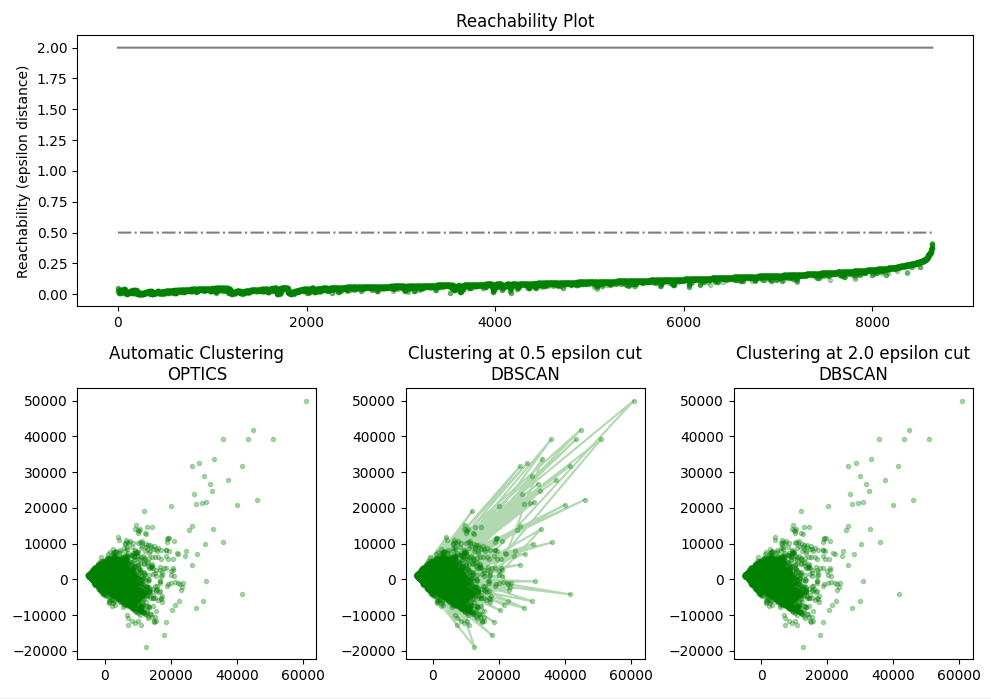 Reachability Plot
Reachability (epsilon distance)
2.00
1.75
1.50
1.25
1.00
0.75
0.50
0.25
0.00
0 2000 4000 6000 8000
Automatic Clustering
OPTICS
50000
40000
30000
20000
10000
0
−10000
−20000
0 20000 40000 60000
Clustering at 0.5 epsilon cut
DBSCAN
50000
40000
30000
20000
10000
0
−10000
−20000
0 20000 40000 60000
Clustering at 2.0 epsilon cut
DBSCAN
50000
40000
30000
20000
10000
0
−10000
−20000
0 20000 40000 60000